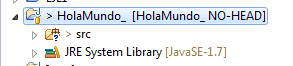 > HolaMundo_ [HolaMundo_ NO-HEAD]
> src
JRE System Library [JavaSE-1.7]